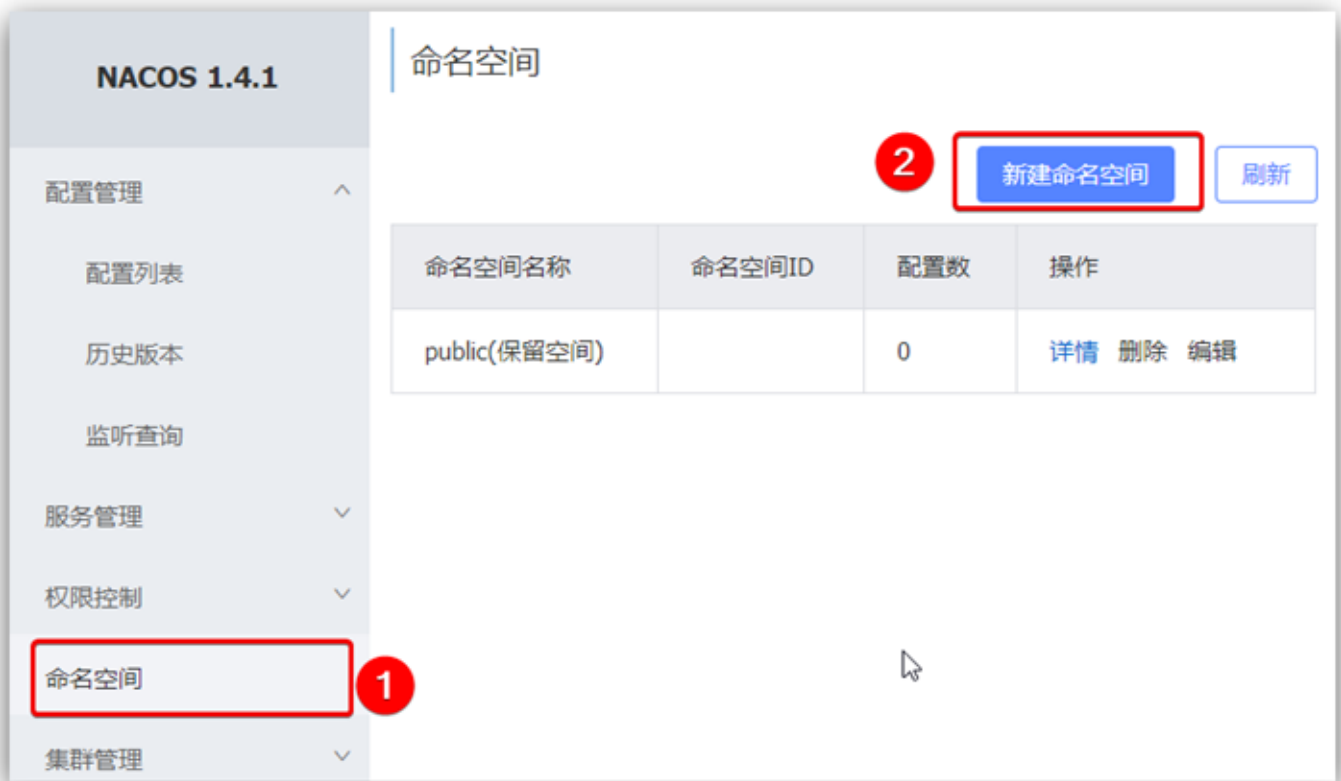 NACOS 1.4.1
配置管理
配置列表
历史版本
监听查询
服务管理
权限控制
命名空间
1
集群管理
命名空间
2
新建命名空间 刷新
命名空间名称 命名空间ID 配置数 操作
public(保留空间) 0 详情 删除 编辑